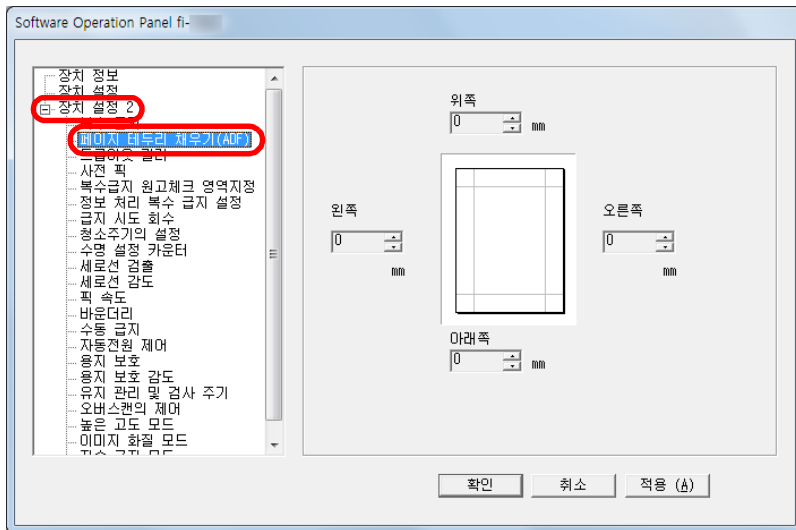 Software Operation Panel fi-
장치 정보
장치 설정
장치 설정 2
페이지 테두리 채우기(ADF)
드롭아웃 컬러
사전 픽
복수급지 원고체크 영역지정
정보 처리 복수 급지 설정
급지 시도 회수
청소주기의 설정
수명 설정 카운터
세로선 검출
세로선 감도
픽 속도
바운더리
수동 급지
자동전원 제어
용지 보호
용지 보호 감도
유지 관리 및 검사 주기
오버스캔의 제어
높은 고도 모드
이미지 화질 모드
위쪽
0 mm
왼쪽
0
mm
오른쪽
0
mm
아래쪽
0 mm
확인 취소 적용 (A)